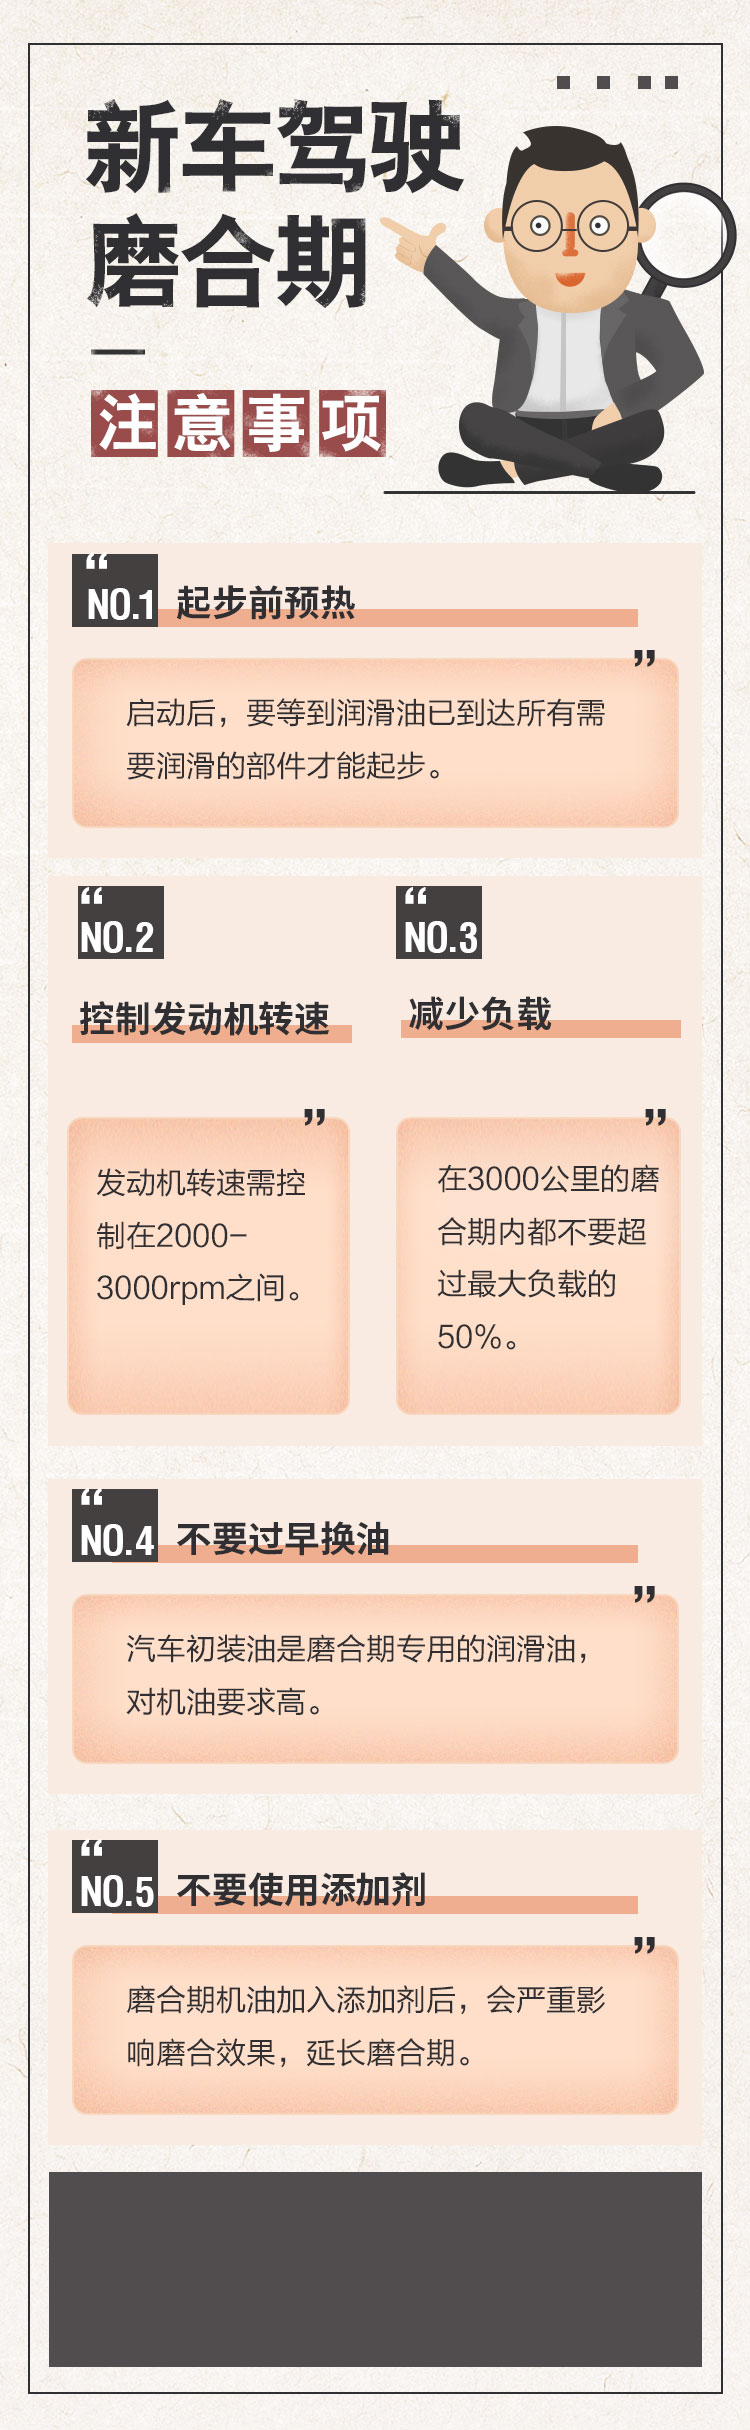 新车驾驶
磨合期
注意事项
“
NO.1 起步前预热
”
启动后，要等到润滑油已到达所有需
要润滑的部件才能起步。
“
NO.2
控制发动机转速
”
发动机转速需控
制在2000-
3000rpm之间。
“
NO.3
减少负载
”
在3000公里的磨
合期内都不要超
过最大负载的
50%。
“
NO.4 不要过早换油
”
汽车初装油是磨合期专用的润滑油，
对机油要求高。
“
NO.5 不要使用添加剂
”
磨合期机油加入添加剂后，会严重影
响磨合效果，延长磨合期。